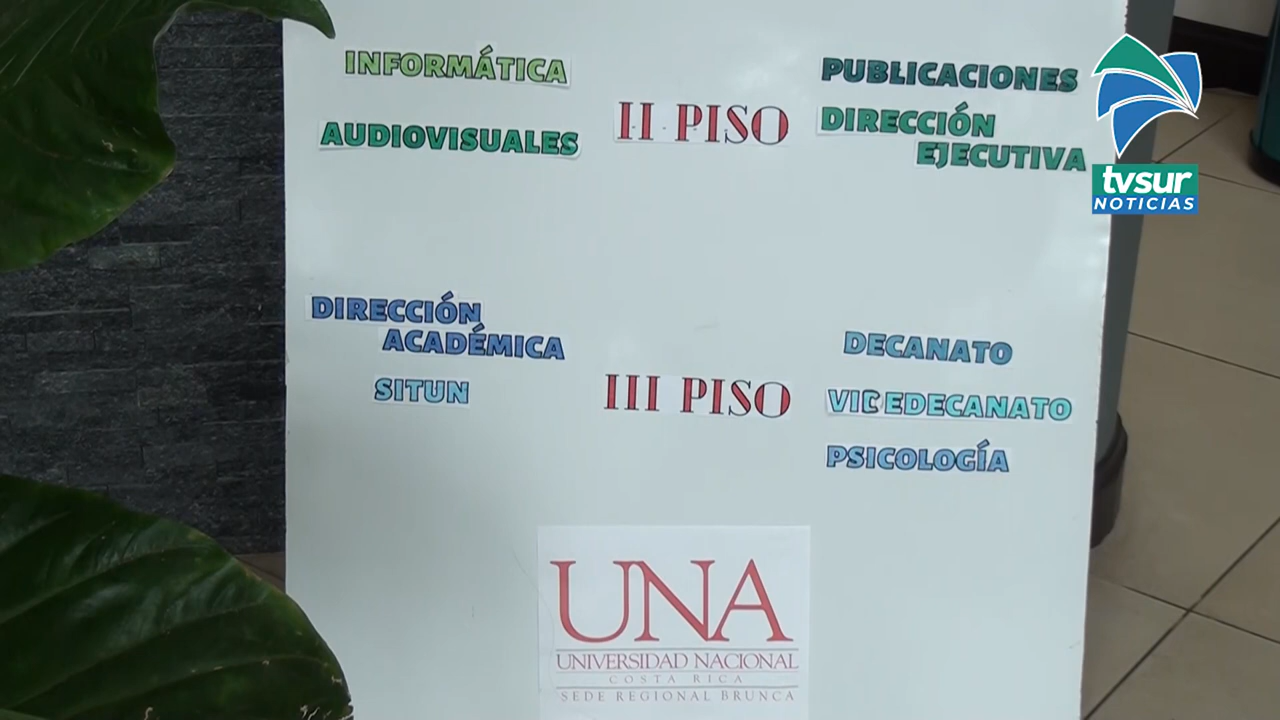 INFORMÁTICA
AUDIOVISUALES
II PISO
PUBLICACIONES
DIRECCIÓN
EJECUTIVA
DIRECCIÓN
ACADÉMICA
SITUN
III PISO
DECANATO
VICEDECANATO
PSICOLOGÍA
UNA
UNIVERSIDAD NACIONAL
COSTA RICA
SEDE REGIONAL BRUNCA
tvsur
NOTICIAS